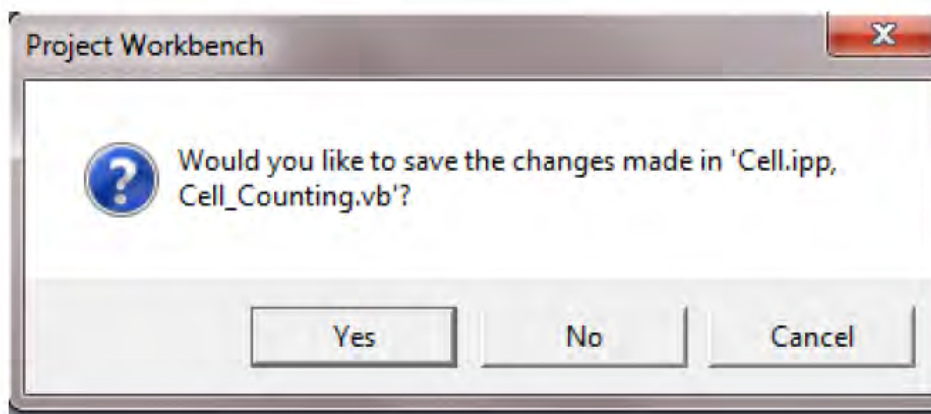 Project Workbench
Would you like to save the changes made in 'Cell.ipp,
Cell_Counting.vb'?
Yes
No
Cancel